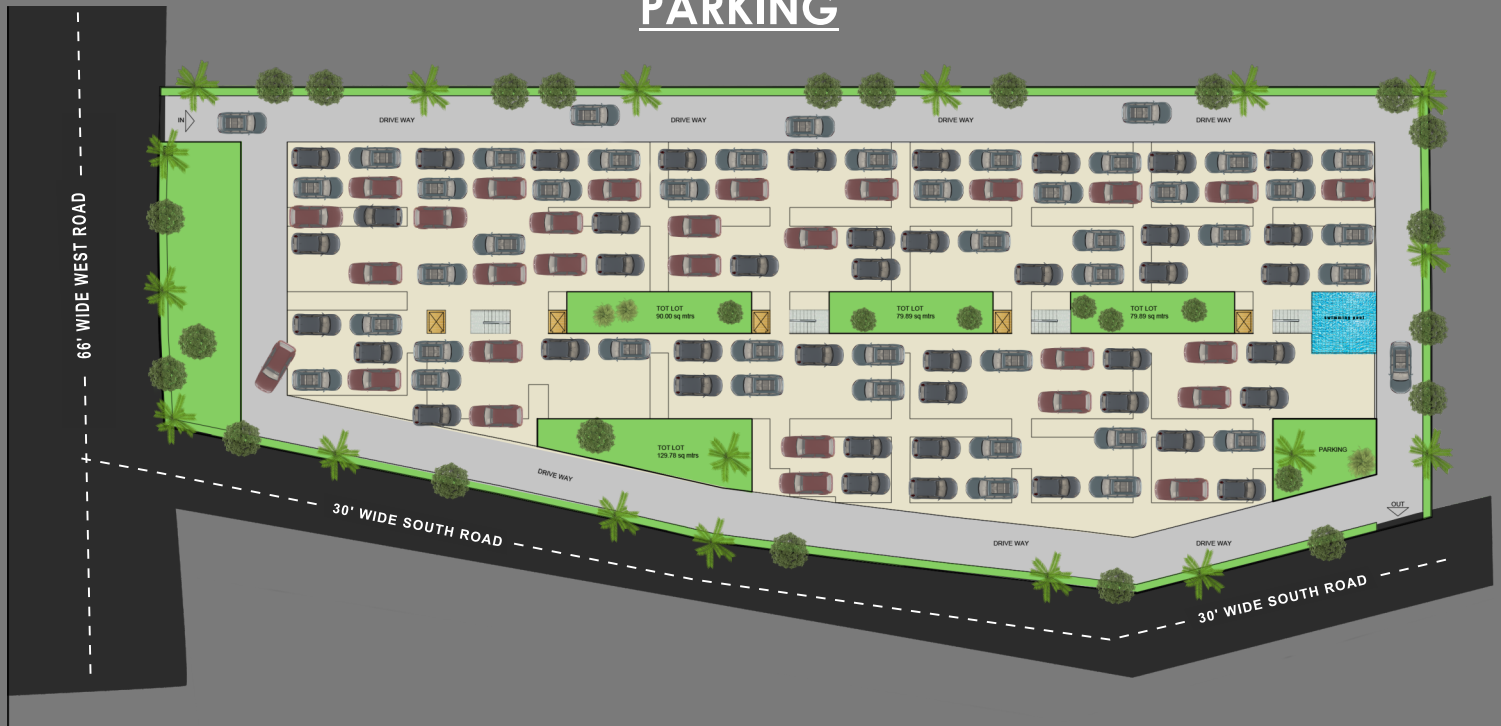 PARKING
IN
DRIVE WAY
DRIVE WAY
DRIVE WAY
DRIVE WAY
66' WIDE WEST ROAD
TOT LOT
90.00 sq mtrs
TOT LOT
79.89 sq mtrs
TOT LOT
79.89 sq mtrs
swimming pool
TOT LOT
129.78 sq mtrs
PARKING
DRIVE WAY
OUT
30' WIDE SOUTH ROAD
DRIVE WAY
DRIVE WAY
30' WIDE SOUTH ROAD